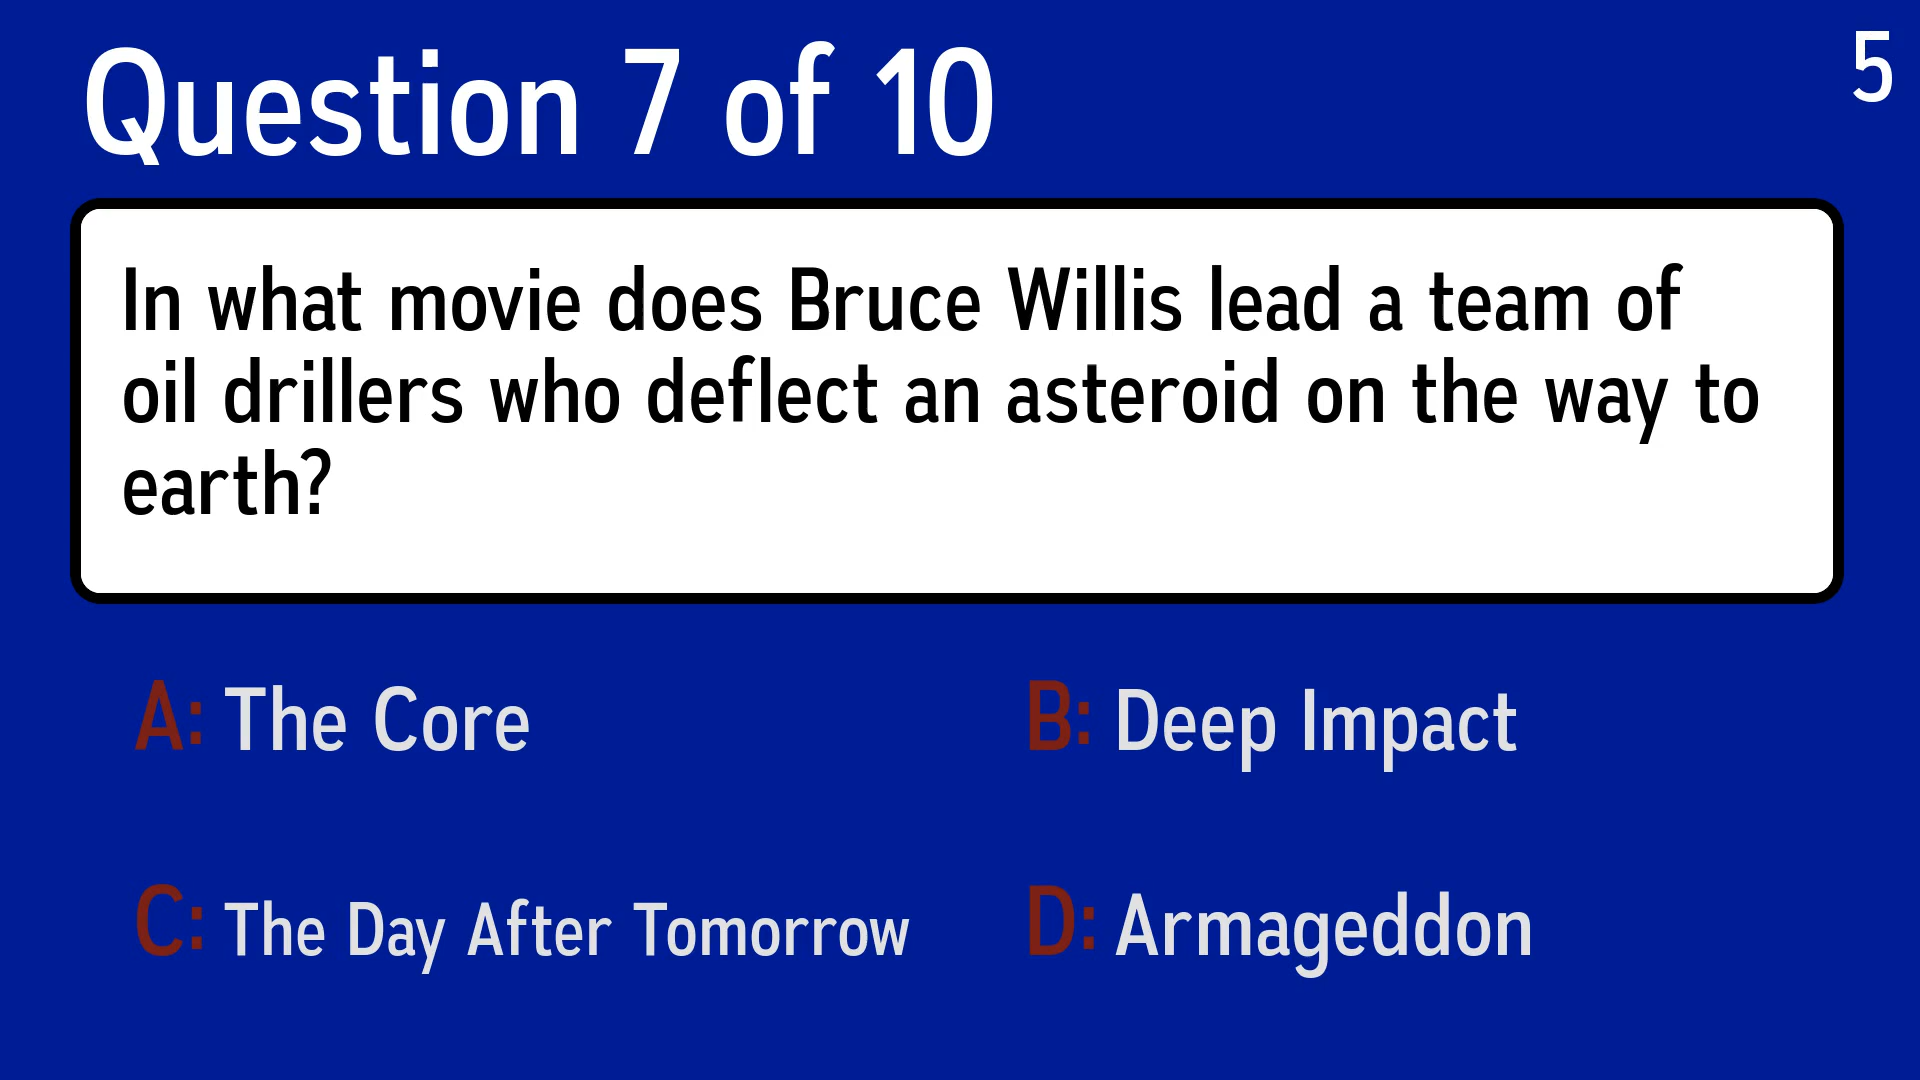 Question 7 of 10
5
In what movie does Bruce Willis lead a team of
oil drillers who deflect an asteroid on the way to
earth?
A: The Core
B: Deep Impact
C: The Day After Tomorrow
D: Armageddon